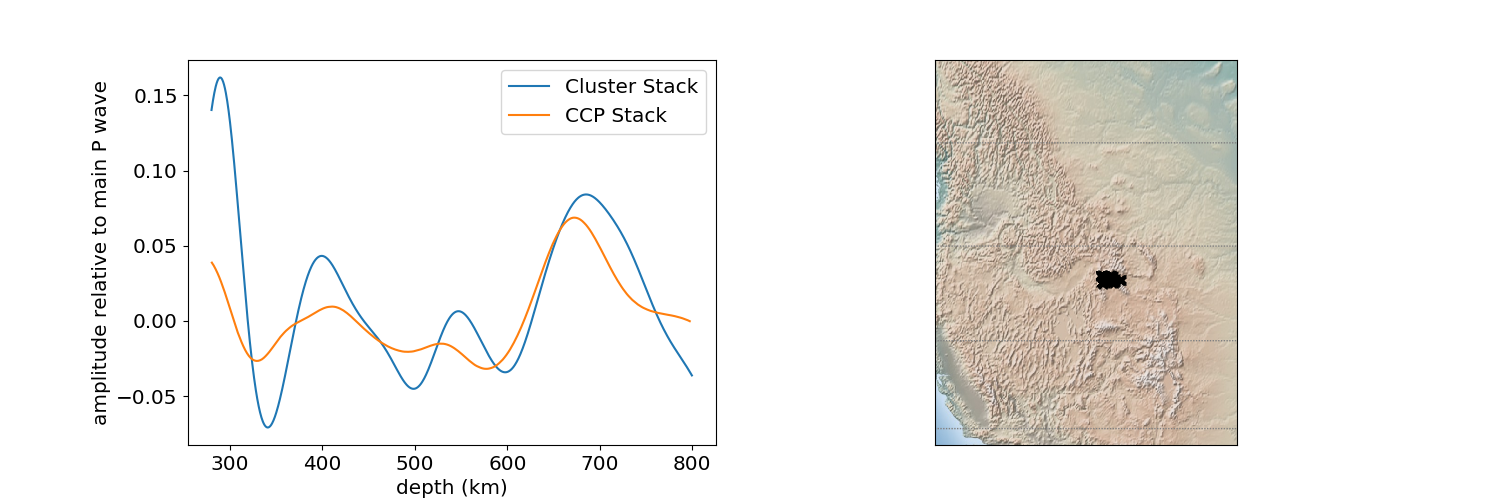 amplitude relative to main P wave
0.15
0.10
0.05
0.00
−0.05
Cluster Stack
CCP Stack
300 400 500 600 700 800
depth (km)